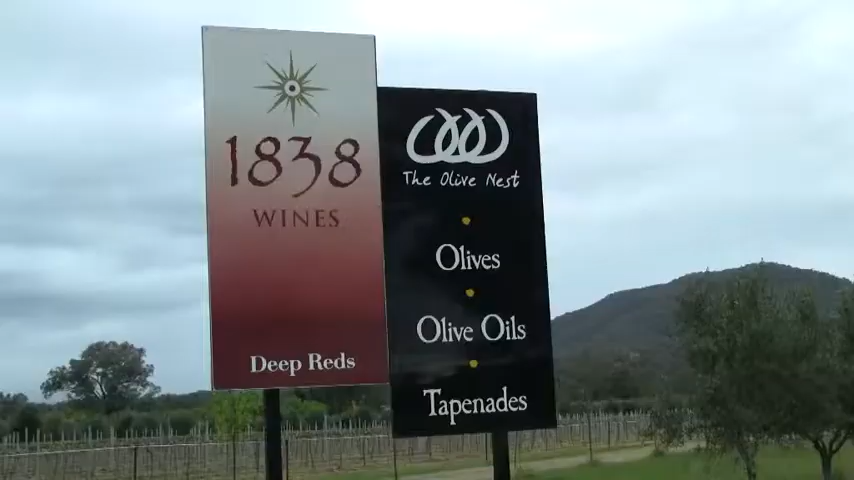 1838
WINES
Deep Reds
The Olive Nest
Olives
Olive Oils
Tapenades